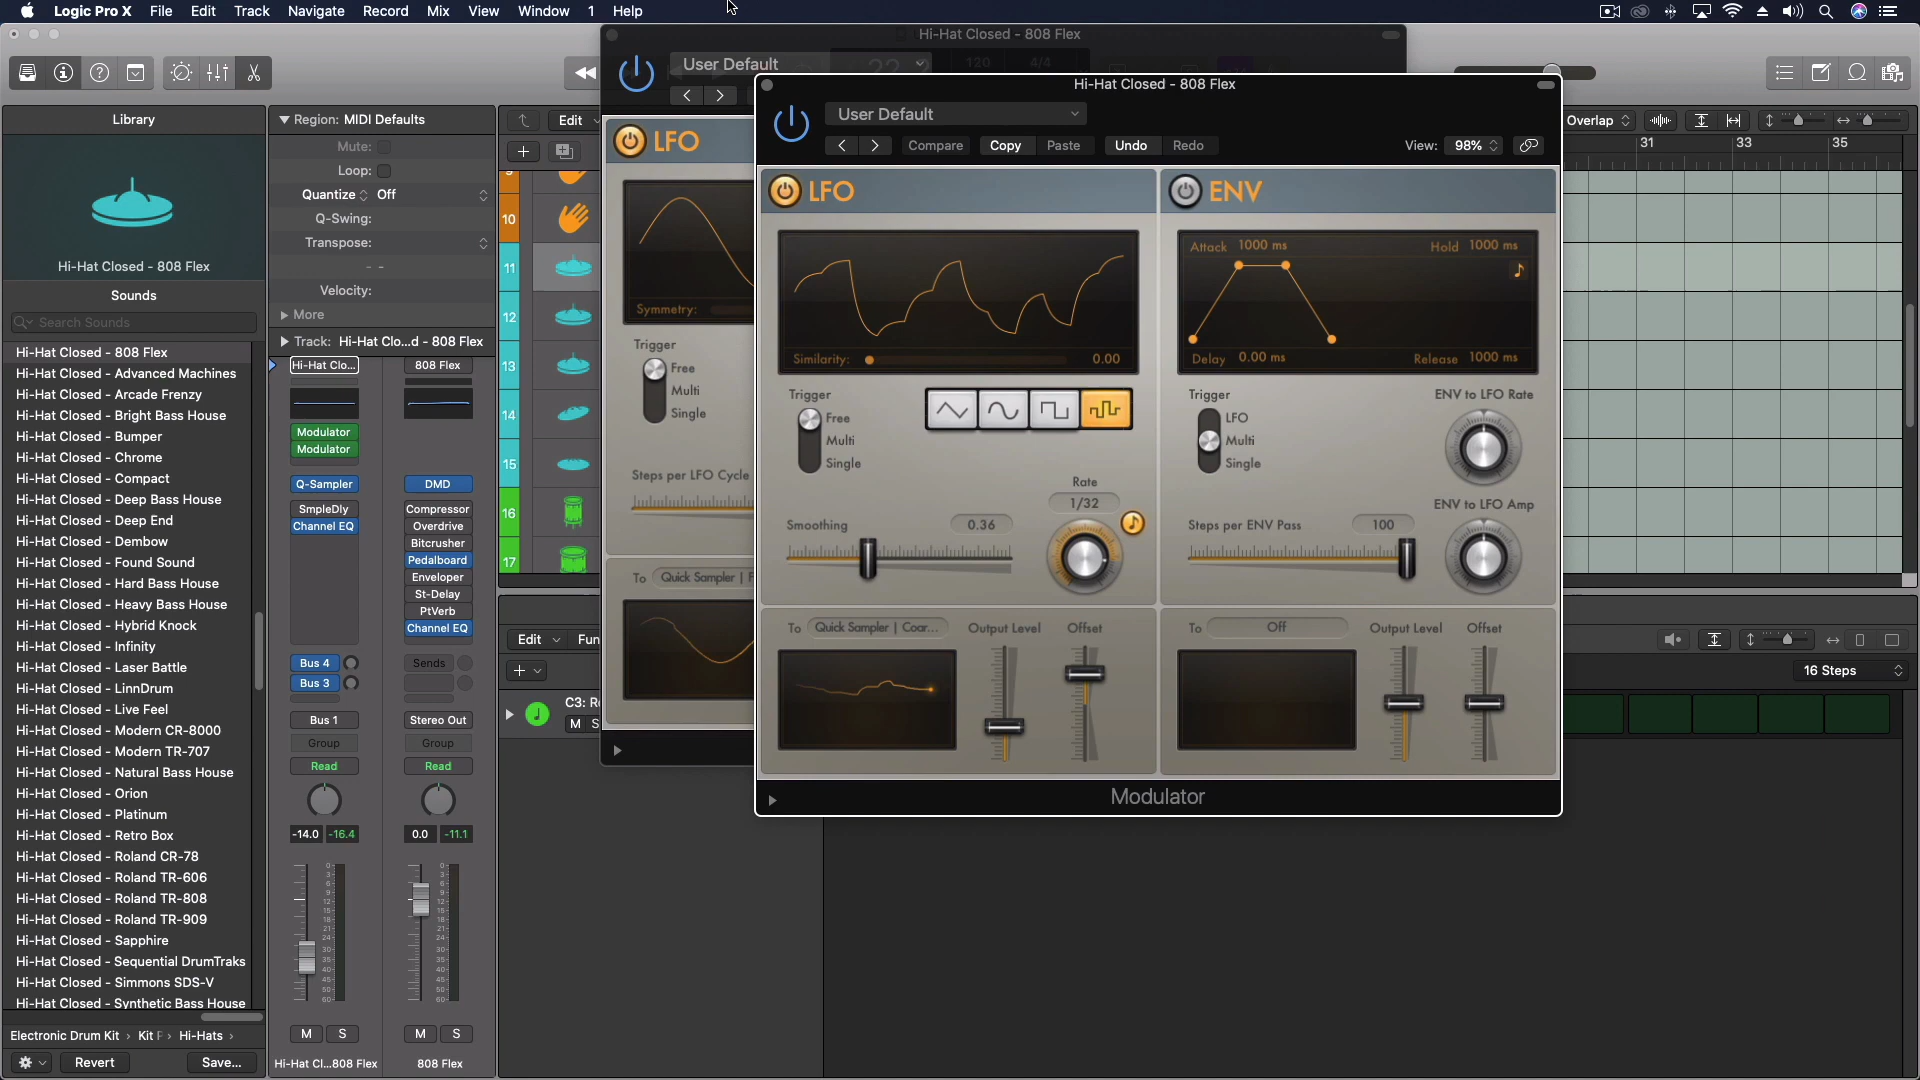 Logic Pro X File Edit Track Navigate Record Mix View Window 1 Help
Library
Hi-Hat Closed - 808 Flex
Sounds
Search Sounds
Hi-Hat Closed - 808 Flex
Hi-Hat Closed - Advanced Machines
Hi-Hat Closed - Arcade Frenzy
Hi-Hat Closed - Bright Bass House
Hi-Hat Closed - Bumper
Hi-Hat Closed - Chrome
Hi-Hat Closed - Compact
Hi-Hat Closed - Deep Bass House
Hi-Hat Closed - Deep End
Hi-Hat Closed - Dembow
Hi-Hat Closed - Found Sound
Hi-Hat Closed - Hard Bass House
Hi-Hat Closed - Heavy Bass House
Hi-Hat Closed - Hybrid Knock
Hi-Hat Closed - Infinity
Hi-Hat Closed - Laser Battle
Hi-Hat Closed - LinnDrum
Hi-Hat Closed - Live Feel
Hi-Hat Closed - Modern CR-8000
Hi-Hat Closed - Modern TR-707
Hi-Hat Closed - Natural Bass House
Hi-Hat Closed - Orion
Hi-Hat Closed - Platinum
Hi-Hat Closed - Retro Box
Hi-Hat Closed - Roland CR-78
Hi-Hat Closed - Roland TR-606
Hi-Hat Closed - Roland TR-808
Hi-Hat Closed - Roland TR-909
Hi-Hat Closed - Sapphire
Hi-Hat Closed - Sequential DrumTraks
Hi-Hat Closed - Simmons SDS-V
Hi-Hat Closed - Synthetic Bass House
Electronic Drum Kit › Kit P › Hi-Hats ›
Revert Save...
Region: MIDI Defaults
Mute:
Loop:
Quantize Off
Q-Swing:
Transpose:
- -
Velocity:
More
Track: Hi-Hat Clo...d - 808 Flex
Hi-Hat Clo... 808 Flex
Modulator
Modulator
Q-Sampler DMD
SmpleDly Compressor
Channel EQ Overdrive
Bitcrusher
Pedalboard
Enveloper
St-Delay
PtVerb
Channel EQ
Bus 4 Sends
Bus 3
Bus 1 Stereo Out
Group Group
Read Read
-14.0 -16.4 0.0 -11.1
M S M S
Hi-Hat Cl...808 Flex 808 Flex
Edit
10
11
12
13
14
15
16
17
Edit Fun
C3: R
M S
Hi-Hat Closed - 808 Flex
User Default
120 4/4
LFO
Symmetry:
Trigger
Free
Multi
Single
Steps per LFO Cycle
To Quick Sampler |
Hi-Hat Closed - 808 Flex
User Default
Compare Copy Paste Undo Redo View: 98%
LFO ENV
Similarity: 0.00
Trigger
Free
Multi
Single
Rate
1/32
Smoothing 0.36
To Quick Sampler | Coar... Output Level Offset
Attack 1000 ms Hold 1000 ms
Delay 0.00 ms Release 1000 ms
Trigger ENV to LFO Rate
LFO
Multi
Single
ENV to LFO Amp
Steps per ENV Pass 100
To Off Output Level Offset
Modulator
Overlap
31 33 35
16 Steps